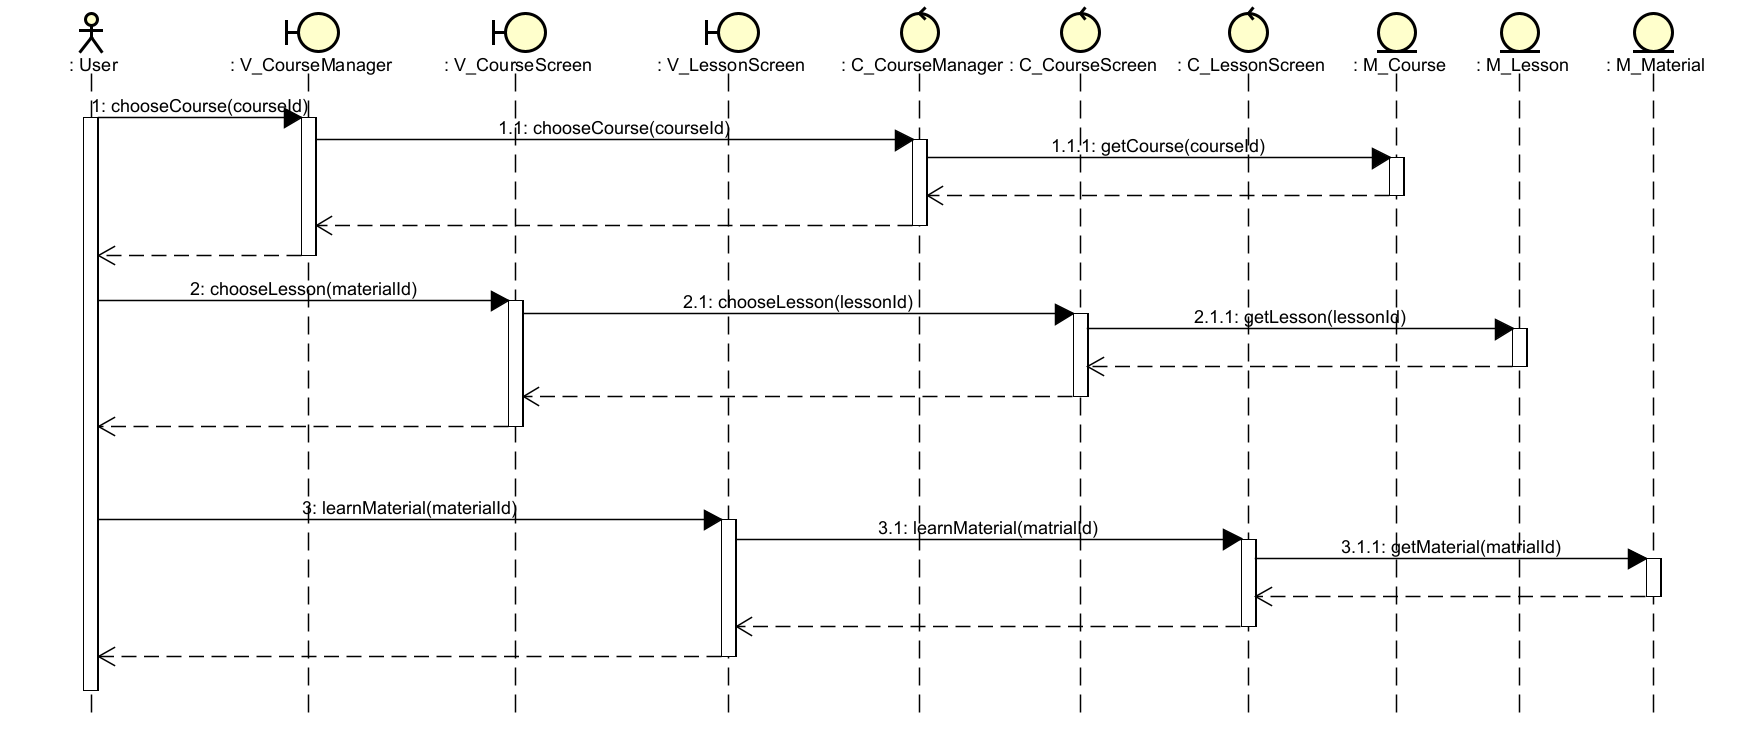 : User
: V_CourseManager
: V_CourseScreen
: V_LessonScreen
: C_CourseManager
: C_CourseScreen
: C_LessonScreen
: M_Course
: M_Lesson
: M_Material
1: chooseCourse(courseId)
1.1: chooseCourse(courseId)
1.1.1: getCourse(courseId)
2: chooseLesson(materialId)
2.1: chooseLesson(lessonId)
2.1.1: getLesson(lessonId)
3: learnMaterial(materialId)
3.1: learnMaterial(matrialId)
3.1.1: getMaterial(matrialId)